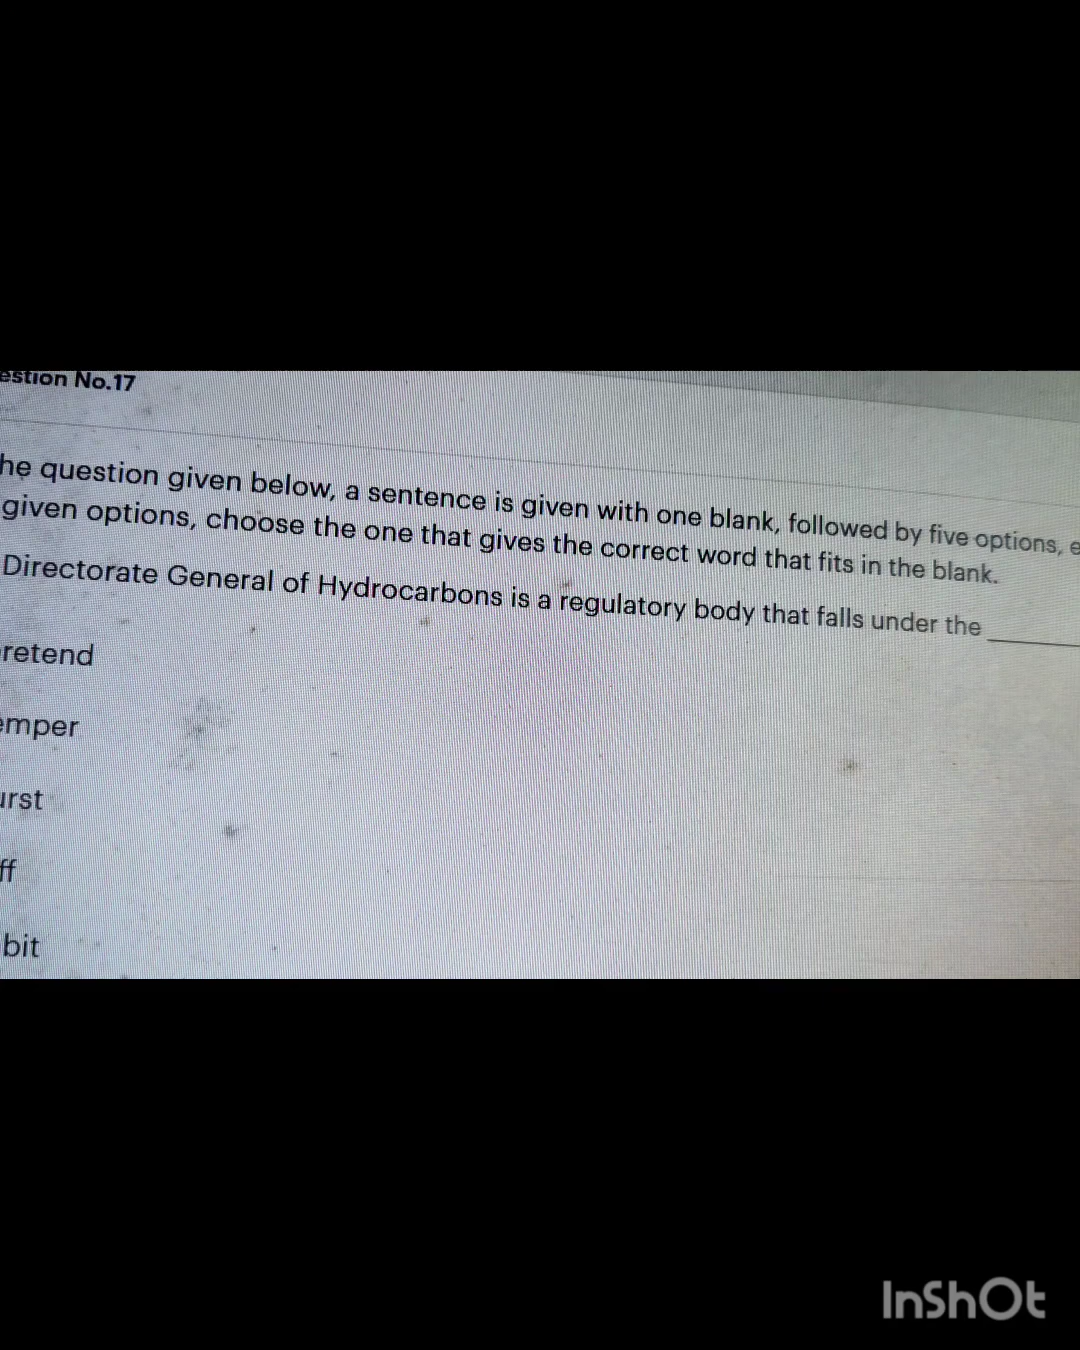 estion No.17
he question given below, a sentence is given with one blank, followed by five options, e
given options, choose the one that gives the correct word that fits in the blank.
Directorate General of Hydrocarbons is a regulatory body that falls under the ________
retend
emper
urst
ff
bit
InShOt